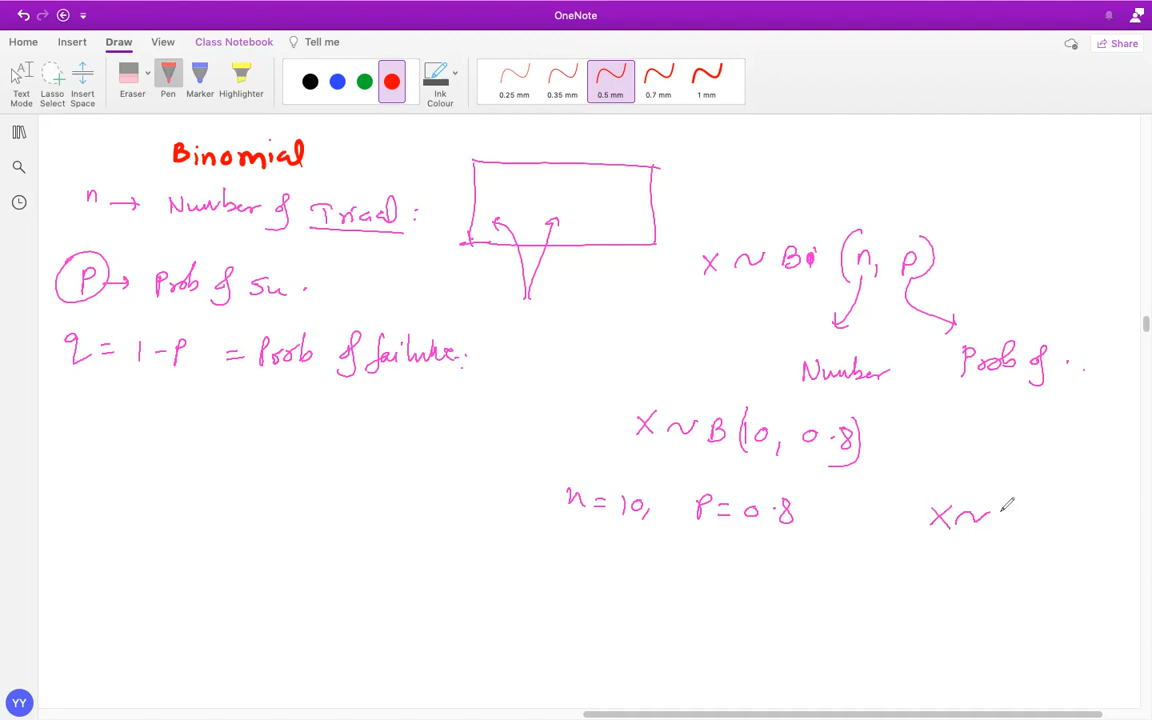 OneNote
Home Insert Draw View Class Notebook Tell me
Share
Text Mode
Lasso Select
Insert Space
Eraser
Pen
Marker
Highlighter
Ink Colour
0.25 mm
0.35 mm
0.5 mm
0.7 mm
1 mm
Binomial
n → Number of Triaal :
P → Prob of Su .
q = 1 - P = Prob of failure :
X ~ Bi (n, p)
Number
Prob of . .
X ~ B (10, 0.8)
n = 10, P = 0.8
X ~
YY